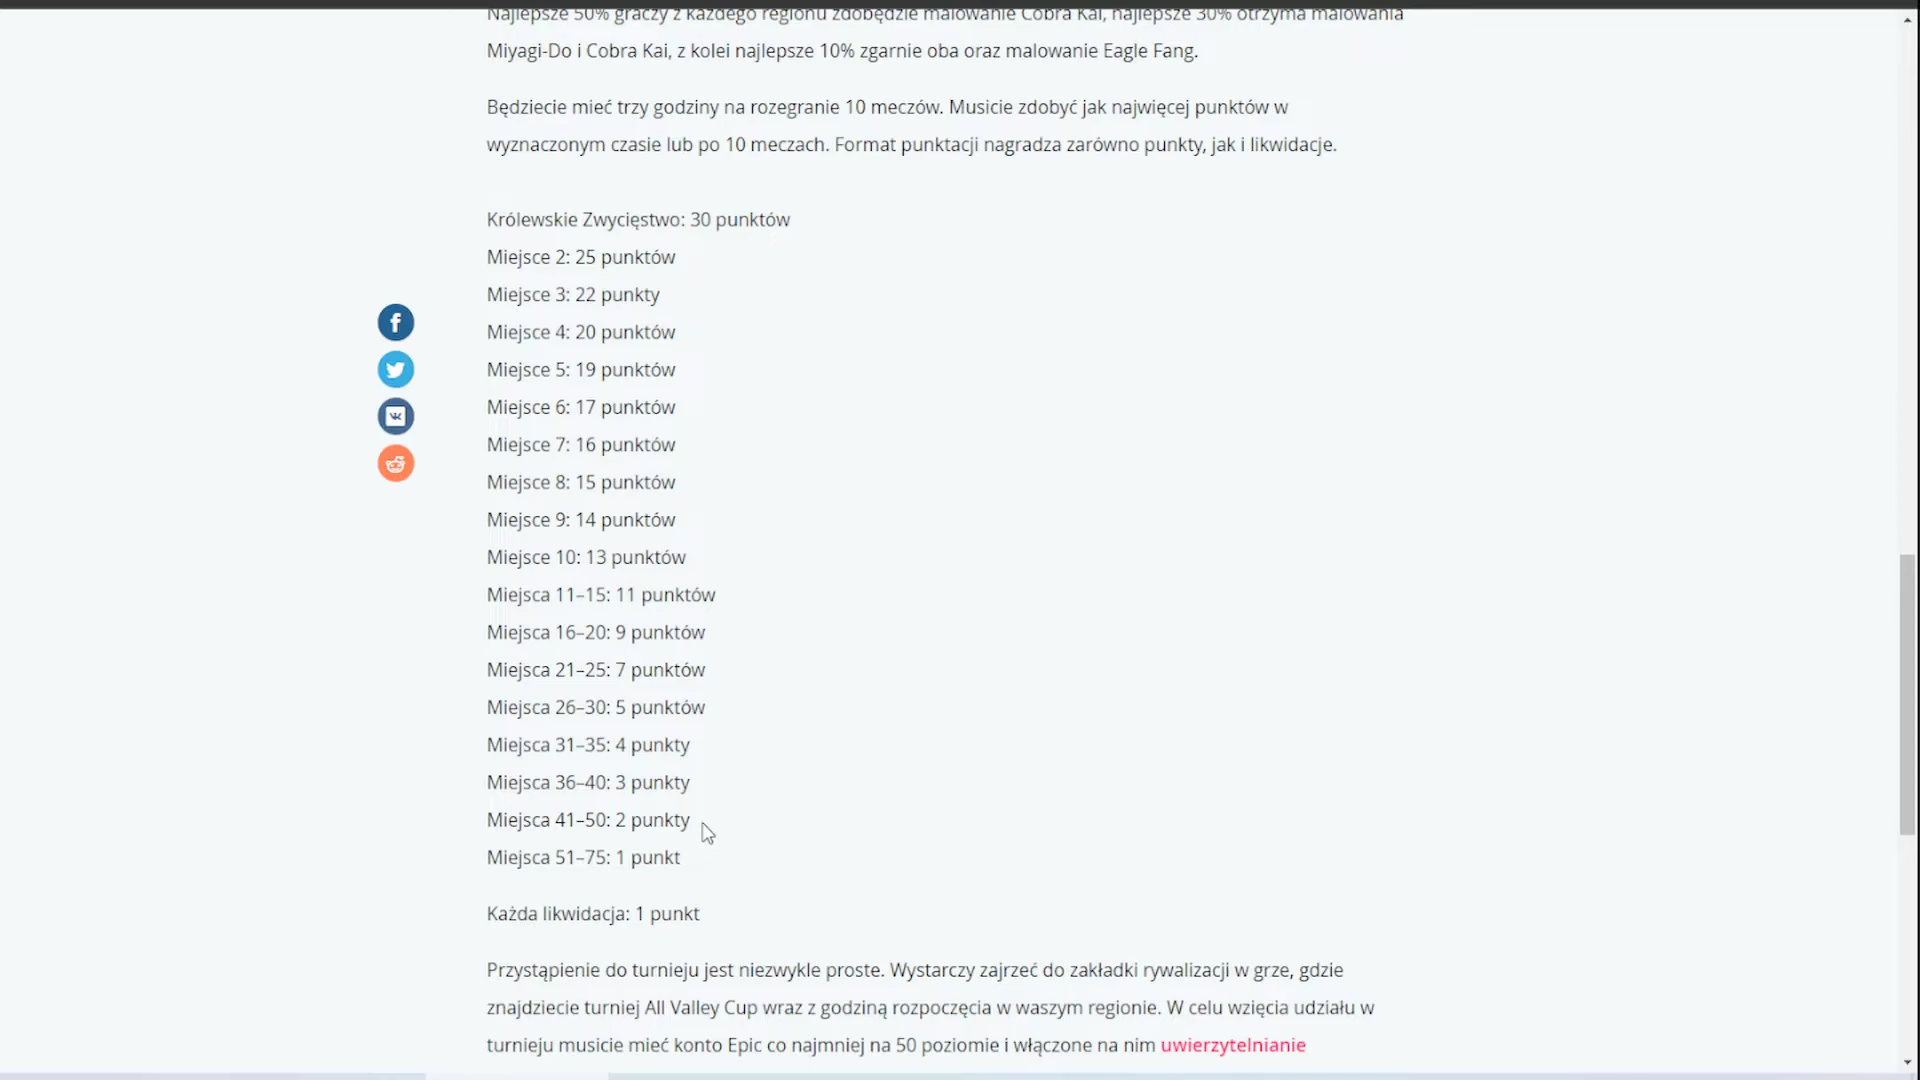 Najlepsze 50% graczy z każdego regionu zdobędzie malowanie Cobra Kai, najlepsze 30% otrzyma malowania
Miyagi-Do i Cobra Kai, z kolei najlepsze 10% zgarnie oba oraz malowanie Eagle Fang.
Będziecie mieć trzy godziny na rozegranie 10 meczów. Musicie zdobyć jak najwięcej punktów w
wyznaczonym czasie lub po 10 meczach. Format punktacji nagradza zarówno punkty, jak i likwidacje.
Królewskie Zwycięstwo: 30 punktów
Miejsce 2: 25 punktów
Miejsce 3: 22 punkty
Miejsce 4: 20 punktów
Miejsce 5: 19 punktów
Miejsce 6: 17 punktów
Miejsce 7: 16 punktów
Miejsce 8: 15 punktów
Miejsce 9: 14 punktów
Miejsce 10: 13 punktów
Miejsca 11–15: 11 punktów
Miejsca 16–20: 9 punktów
Miejsca 21–25: 7 punktów
Miejsca 26–30: 5 punktów
Miejsca 31–35: 4 punkty
Miejsca 36–40: 3 punkty
Miejsca 41–50: 2 punkty
Miejsca 51–75: 1 punkt
Każda likwidacja: 1 punkt
Przystąpienie do turnieju jest niezwykle proste. Wystarczy zajrzeć do zakładki rywalizacji w grze, gdzie
znajdziecie turniej All Valley Cup wraz z godziną rozpoczęcia w waszym regionie. W celu wzięcia udziału w
turnieju musicie mieć konto Epic co najmniej na 50 poziomie i włączone na nim uwierzytelnianie